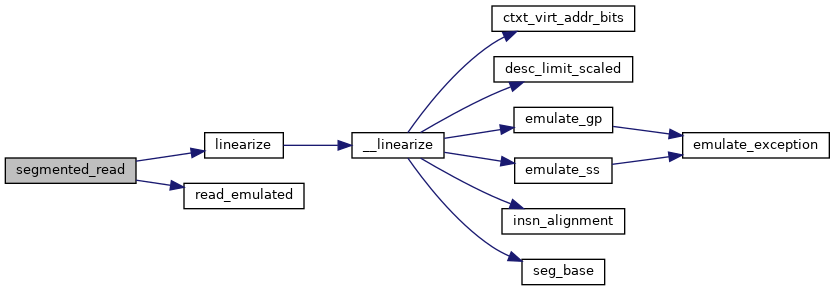 ctxt_virt_addr_bits
desc_limit_scaled
emulate_gp
linearize
__linearize
emulate_exception
segmented_read
emulate_ss
read_emulated
insn_alignment
seg_base